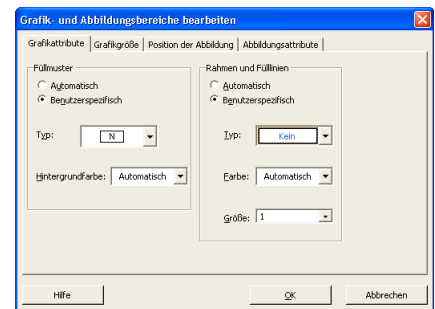 Grafik- und Abbildungsbereiche bearbeiten
Grafikattribute Grafikgröße Position der Abbildung Abbildungsattribute
Füllmuster
Automatisch
Benutzerspezifisch
Typ: N
Hintergrundfarbe: Automatisch
Rahmen und Fülllinien
Automatisch
Benutzerspezifisch
Typ: Kein
Farbe: Automatisch
Größe: 1
Hilfe OK Abbrechen